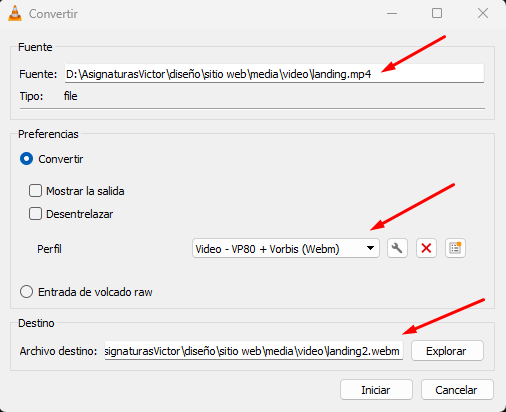 Convertir
Fuente
Fuente: D:\AsignaturasVictor\diseño\sitio web\media\video\landing.mp4
Tipo: file
Preferencias
Convertir
Mostrar la salida
Desentrelazar
Perfil Video - VP80 + Vorbis (Webm)
Entrada de volcado raw
Destino
Archivo destino: signaturasVictor\diseño\sitio web\media\video\landing2.webm Explorar
Iniciar Cancelar